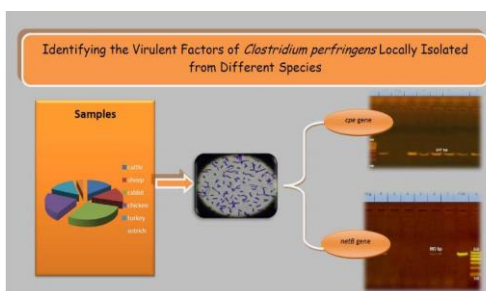 Identifying the Virulent Factors of Clostridium perfringens Locally Isolated
from Different Species
Samples
cattle
sheep
rabbit
chicken
turkey
ostrich
cpe gene
netB gene